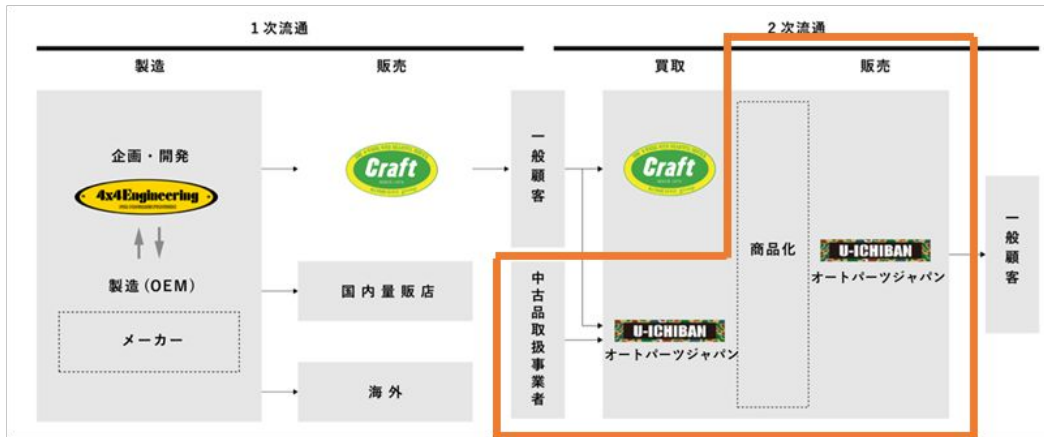 1次流通
2次流通
製造
販売
買取
販売
企画・開発
4x4Engineering
製造(OEM)
メーカー
Craft
国内量販店
海外
一般顧客
中古品取扱事業者
Craft
U-ICHIBAN
オートパーツジャパン
商品化
U-ICHIBAN
オートパーツジャパン
一般顧客